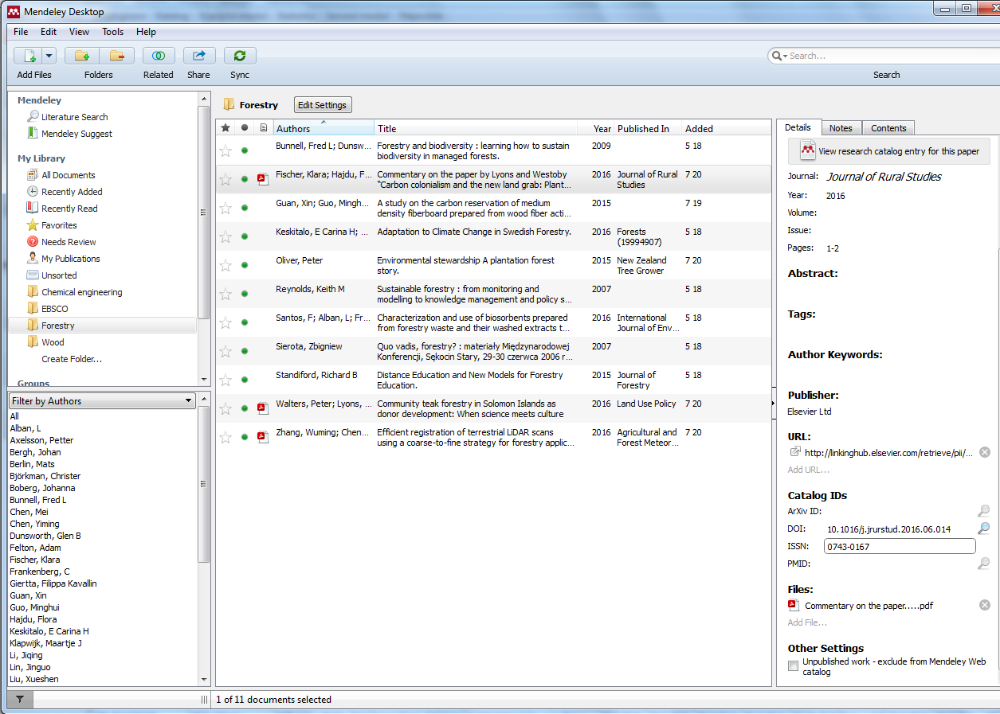 Mendeley Desktop
File Edit View Tools Help
Add Files Folders Related Share Sync
Search...
Search
Mendeley
Literature Search
Mendeley Suggest
My Library
All Documents
Recently Added
Recently Read
Favorites
Needs Review
My Publications
Unsorted
Chemical engineering
EBSCO
Forestry
Wood
Create Folder...
Groups
Filter by Authors
All
Alban, L
Axelsson, Petter
Bergh, Johan
Berlin, Mats
Björkman, Christer
Boberg, Johanna
Bunnell, Fred L
Chen, Mei
Chen, Yiming
Dunsworth, Glen B
Felton, Adam
Fischer, Klara
Frankenberg, C
Giertta, Filippa Kavallin
Guan, Xin
Guo, Minghui
Hajdu, Flora
Keskitalo, E Carina H
Klapwijk, Maartje J
Li, Jiqing
Lin, Jinguo
Liu, Xueshen
Forestry Edit Settings
Authors Title Year Published In Added
Bunnell, Fred L; Dunsw... Forestry and biodiversity : learning how to sustain 2009 5 18
biodiversity in managed forests.
Fischer, Klara; Hajdu, F... Commentary on the paper by Lyons and Westoby 2016 Journal of Rural 7 20
"Carbon colonialism and the new land grab: Plant... Studies
Guan, Xin; Guo, Mingh... A study on the carbon reservation of medium 2015 7 19
density fiberboard prepared from wood fiber acti...
Keskitalo, E Carina H; ... Adaptation to Climate Change in Swedish Forestry. 2016 Forests 5 18
(19994907)
Oliver, Peter Environmental stewardship A plantation forest 2015 New Zealand 7 20
story. Tree Grower
Reynolds, Keith M Sustainable forestry : from monitoring and 2007 5 18
modelling to knowledge management and policy s...
Santos, F; Alban, L; Fr... Characterization and use of biosorbents prepared 2016 International 5 18
from forestry waste and their washed extracts t... Journal of Env...
Sierota, Zbigniew Quo vadis, forestry? : materiały Międzynarodowej 2007 5 18
Konferencji, Sękocin Stary, 29-30 czerwca 2006 r...
Standiford, Richard B Distance Education and New Models for Forestry 2015 Journal of 5 18
Education. Forestry
Walters, Peter; Lyons, ... Community teak forestry in Solomon Islands as 2016 Land Use Policy 7 20
donor development: When science meets culture
Zhang, Wuming; Chen... Efficient registration of terrestrial LiDAR scans 2016 Agricultural and 7 20
using a coarse-to-fine strategy for forestry applic... Forest Meteor...
1 of 11 documents selected
Details Notes Contents
View research catalog entry for this paper
Journal: Journal of Rural Studies
Year: 2016
Volume:
Issue:
Pages: 1-2
Abstract:
Tags:
Author Keywords:
Publisher:
Elsevier Ltd
URL:
http://linkinghub.elsevier.com/retrieve/pii/...
Add URL...
Catalog IDs
ArXiv ID:
DOI: 10.1016/j.jrurstud.2016.06.014
ISSN: 0743-0167
PMID:
Files:
Commentary on the paper.....pdf
Add File...
Other Settings
Unpublished work - exclude from Mendeley Web
catalog